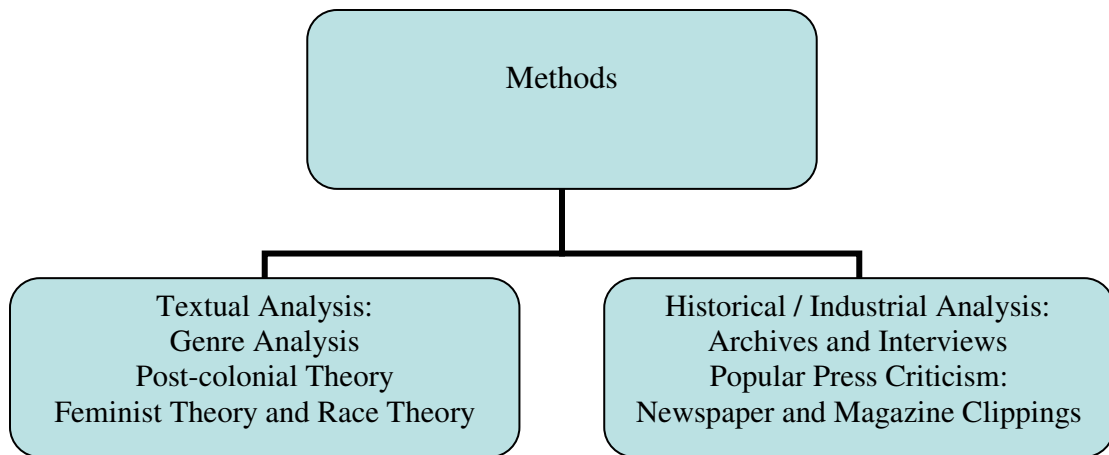 Methods
Textual Analysis:
Genre Analysis
Post-colonial Theory
Feminist Theory and Race Theory
Historical / Industrial Analysis:
Archives and Interviews
Popular Press Criticism:
Newspaper and Magazine Clippings